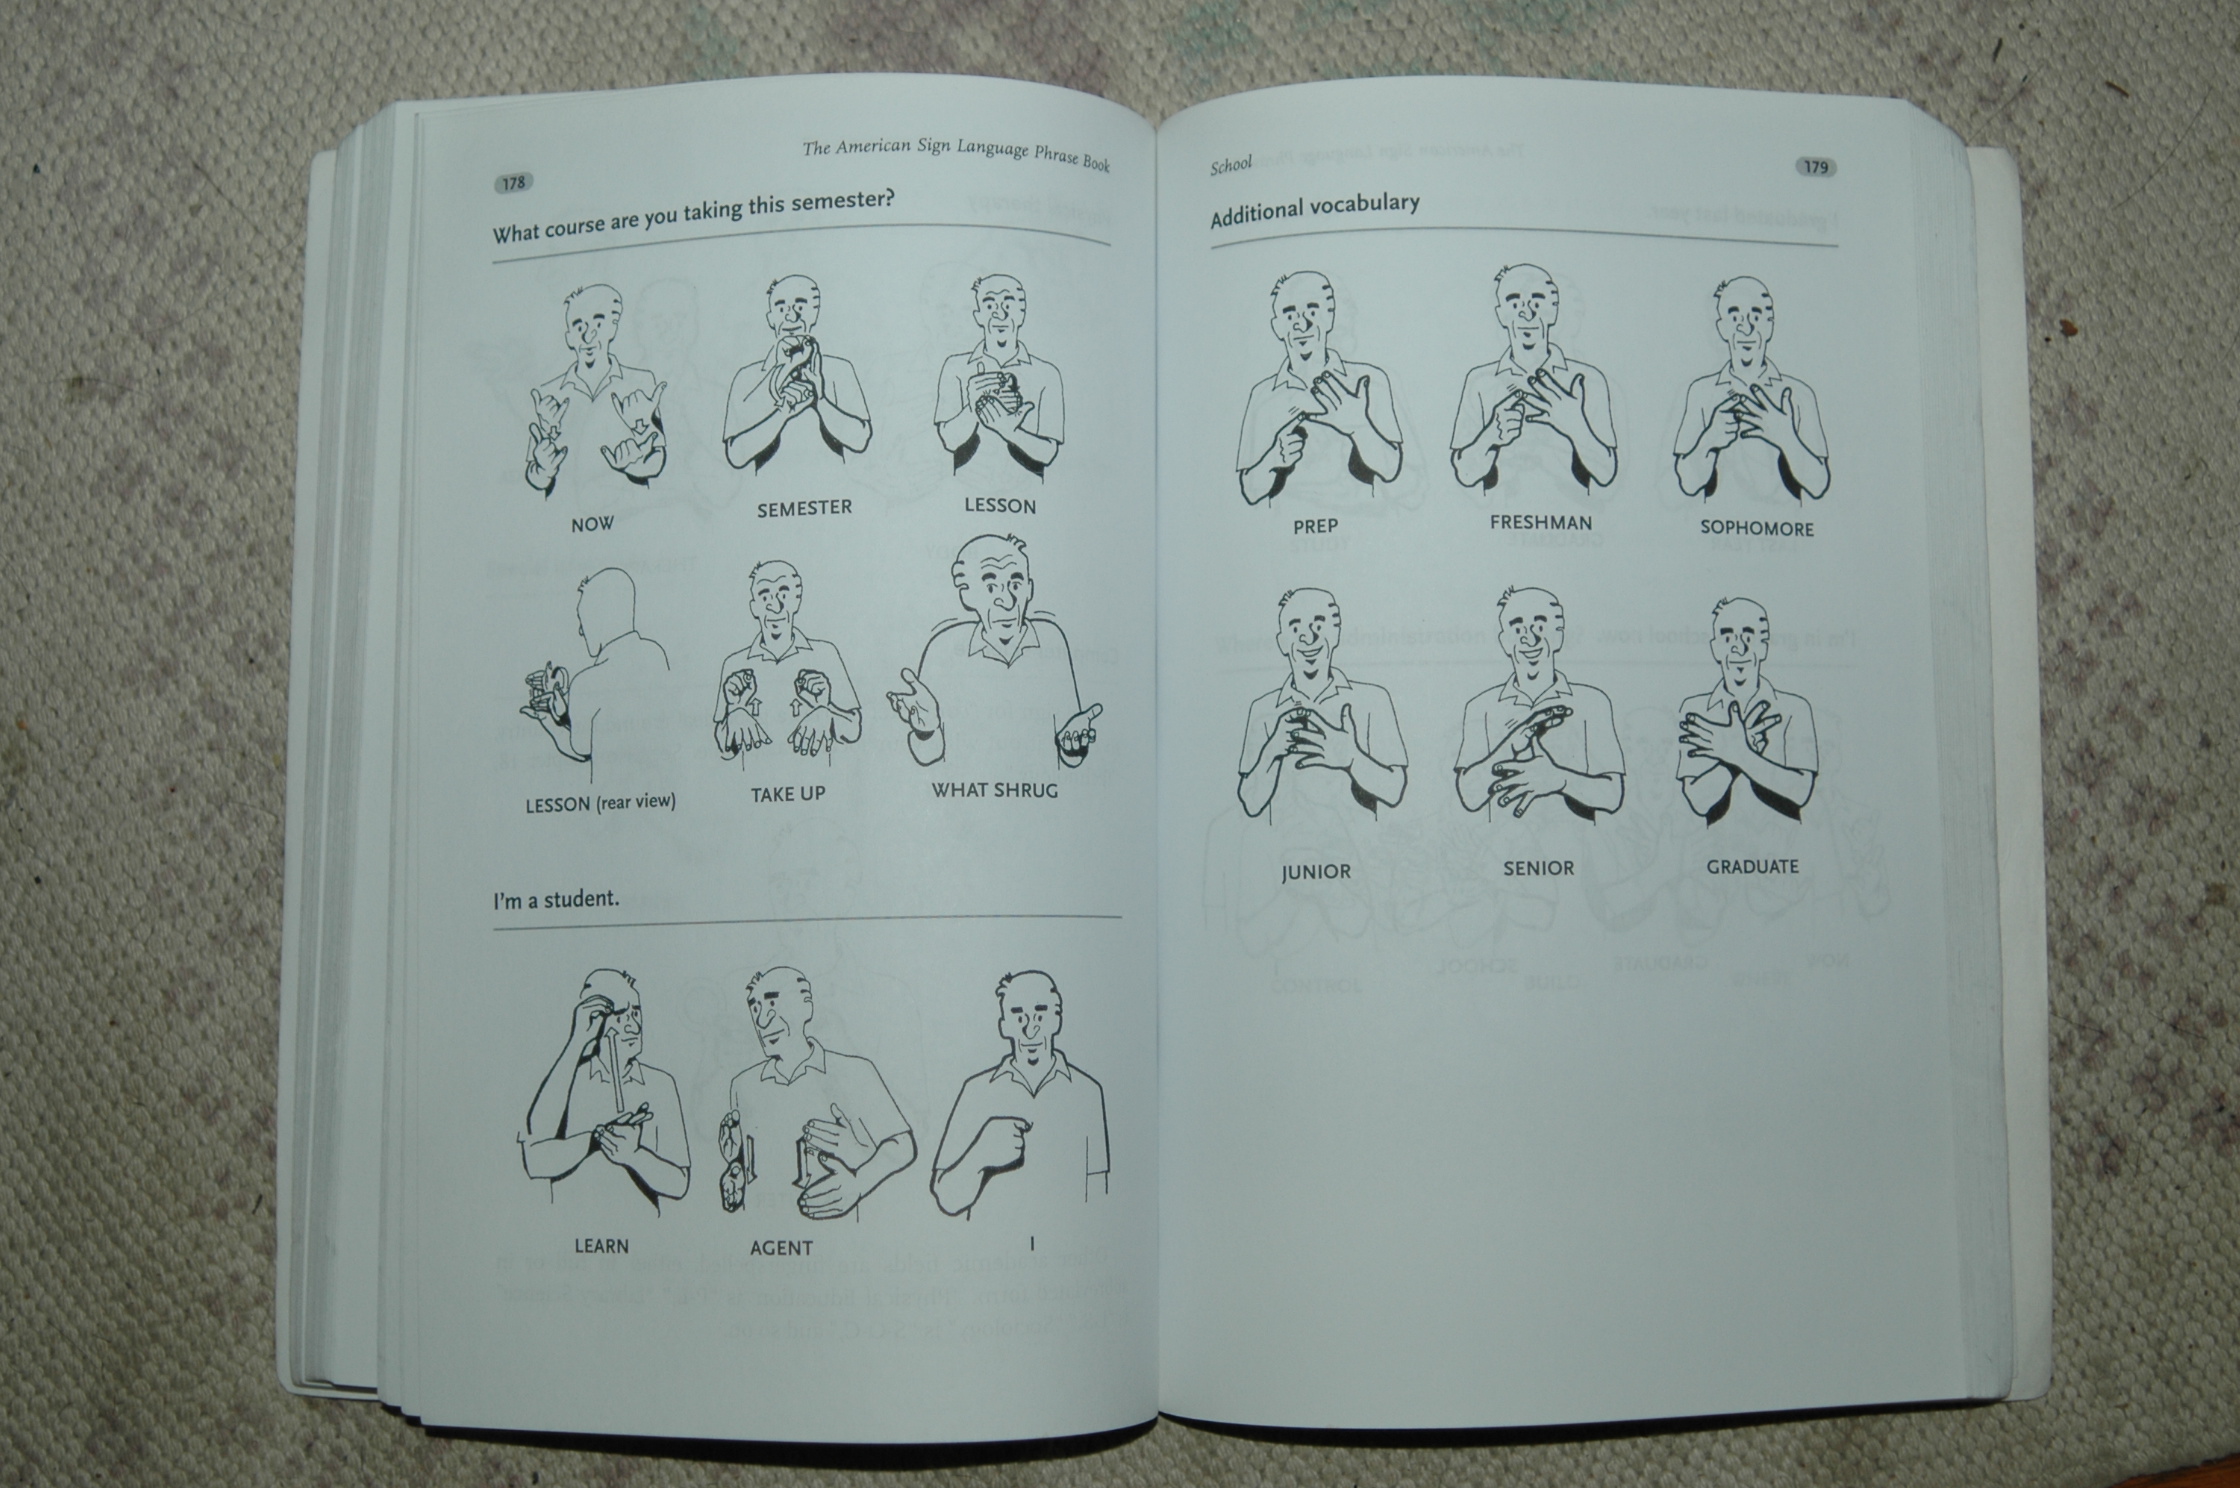 178
The American Sign Language Phrase Book
What course are you taking this semester?
NOW
SEMESTER
LESSON
LESSON (rear view)
TAKE UP
WHAT SHRUG
I'm a student.
LEARN
AGENT
I
School
179
Additional vocabulary
PREP
FRESHMAN
SOPHOMORE
JUNIOR
SENIOR
GRADUATE